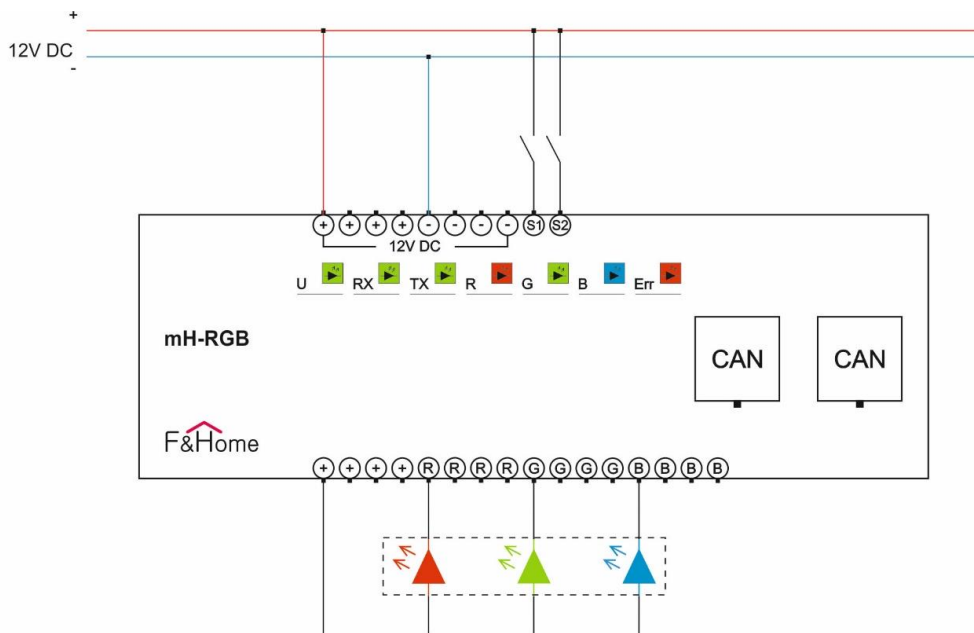 +
12V DC
-
+ + + + - - - - S1 S2
12V DC
U RX TX R G B Err
mH-RGB
CAN CAN
F&Home
+ + + + R R R R G G G G B B B B